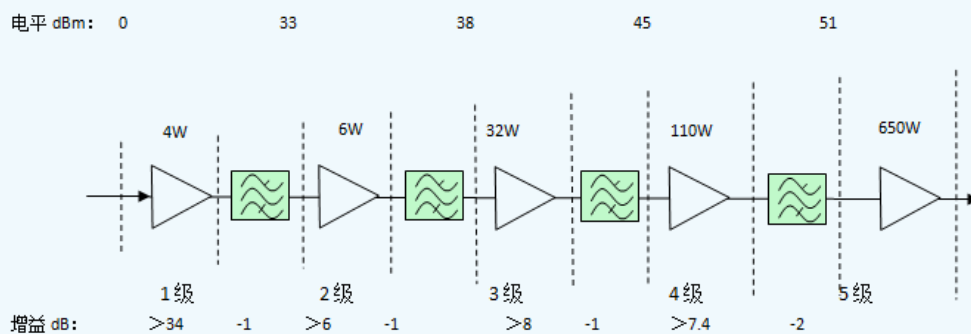 电平 dBm： 0 33 38 45 51
4W 6W 32W 110W 650W
1级 2级 3级 4级 5级
增益 dB: ＞34 -1 ＞6 -1 ＞8 -1 ＞7.4 -2